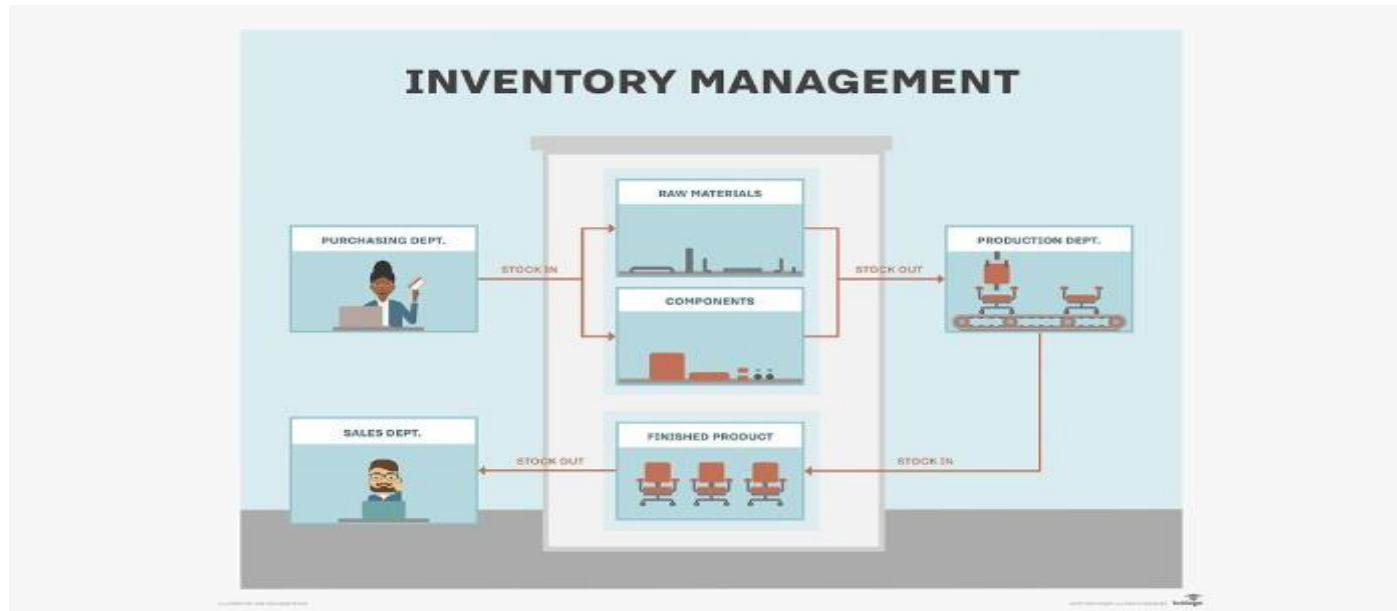 INVENTORY MANAGEMENT
RAW MATERIALS
PURCHASING DEPT.
PRODUCTION DEPT.
STOCK IN
STOCK OUT
COMPONENTS
SALES DEPT.
FINISHED PRODUCT
STOCK OUT
STOCK IN